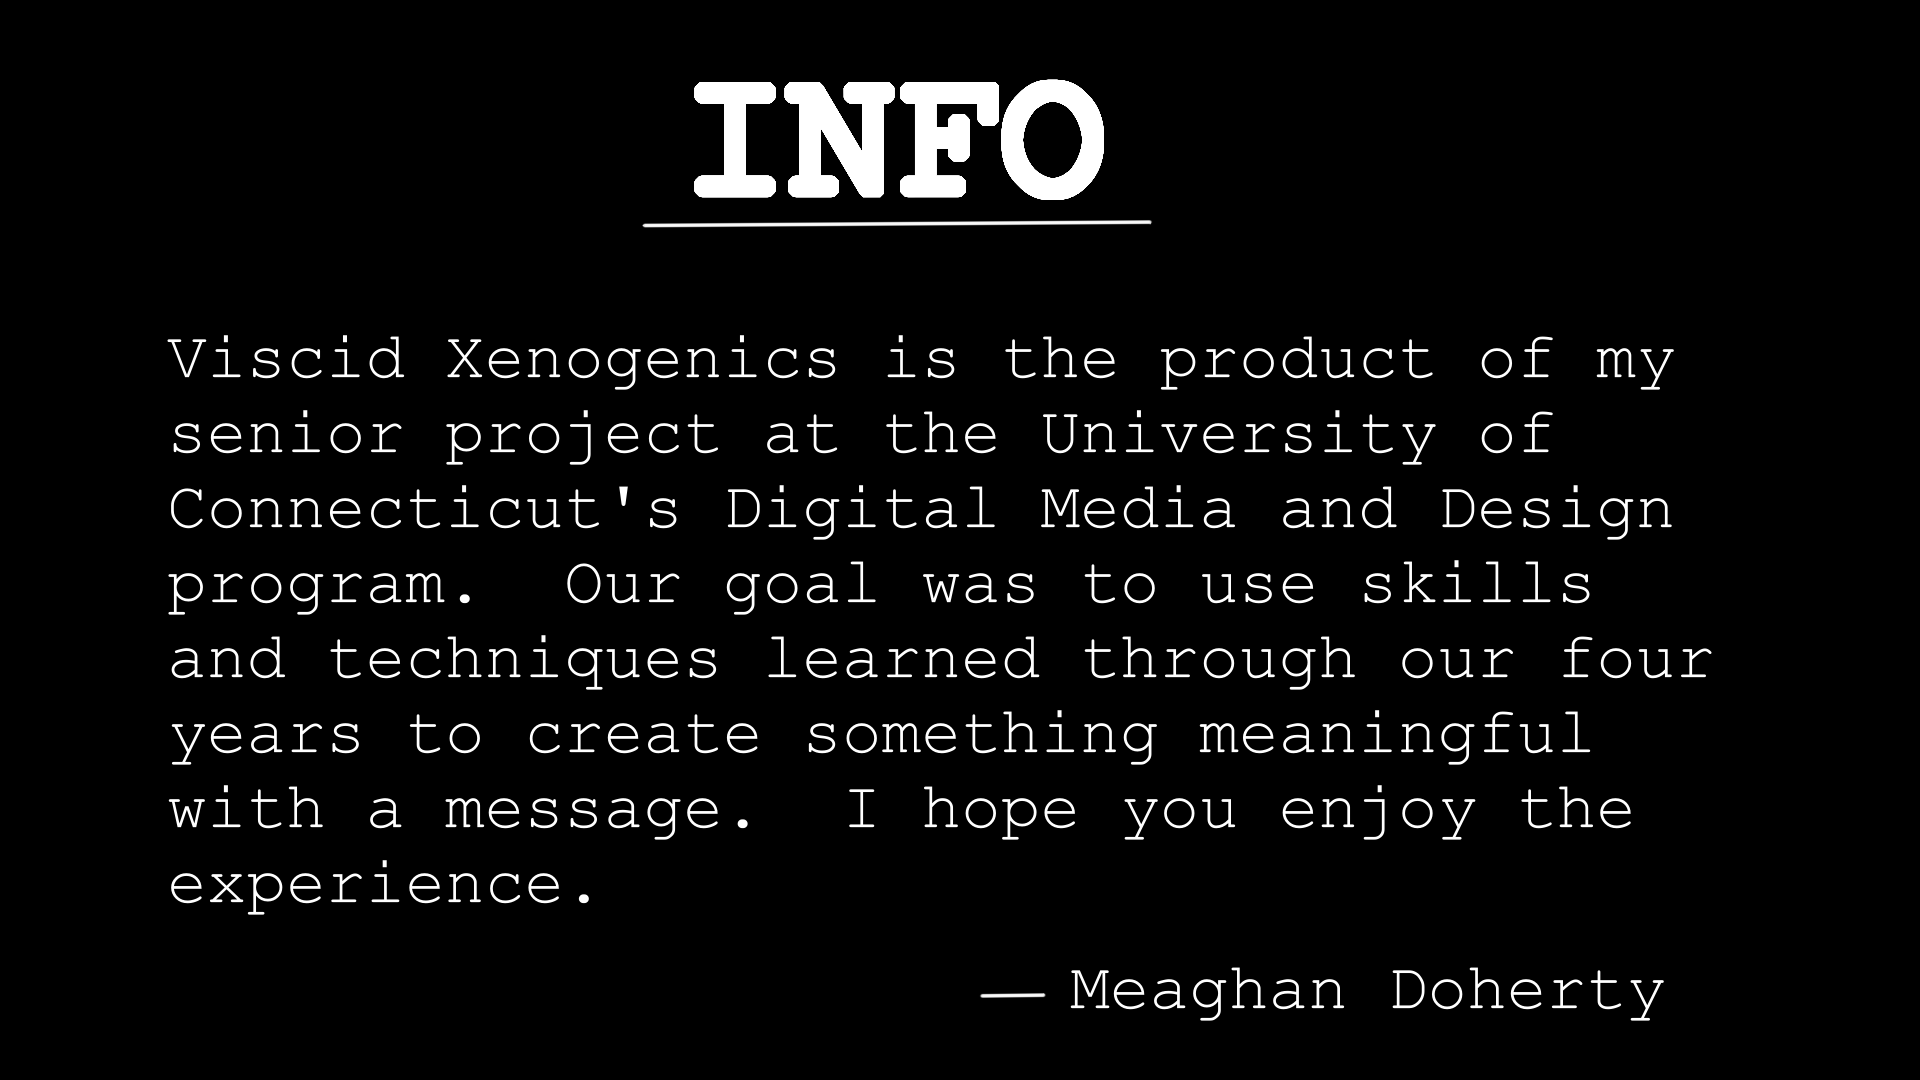 INFO
Viscid Xenogenics is the product of my
senior project at the University of
Connecticut's Digital Media and Design
program.  Our goal was to use skills
and techniques learned through our four
years to create something meaningful
with a message.  I hope you enjoy the
experience.
— Meaghan Doherty